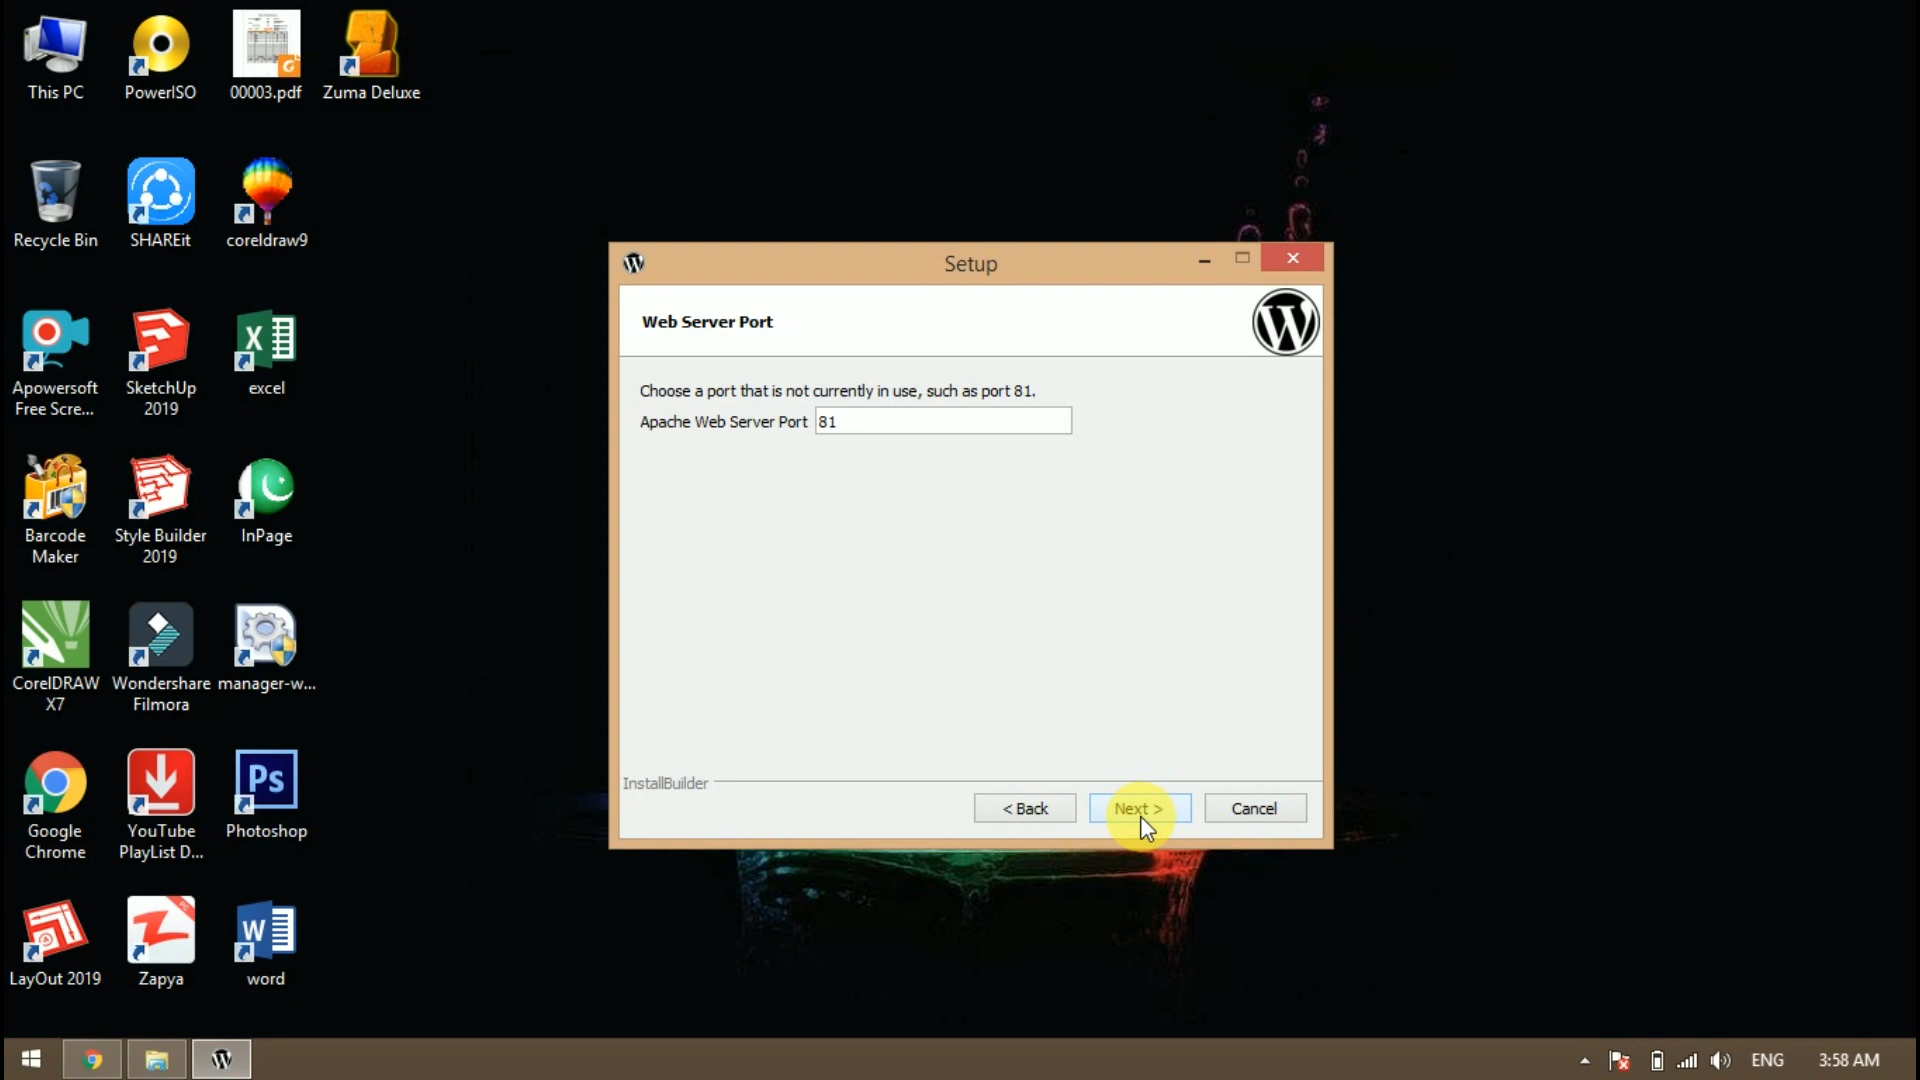 This PC
PowerISO
00003.pdf
Zuma Deluxe
Recycle Bin
SHAREit
coreldraw9
Apowersoft
Free Scre...
SketchUp
2019
excel
Barcode
Maker
Style Builder
2019
InPage
CorelDRAW
X7
Wondershare
Filmora
manager-w...
Google
Chrome
YouTube
PlayList D...
Ps
Photoshop
LayOut 2019
Zapya
word
Setup
Web Server Port
Choose a port that is not currently in use, such as port 81.
Apache Web Server Port 81
InstallBuilder
< Back
Next >
Cancel
ENG
3:58 AM